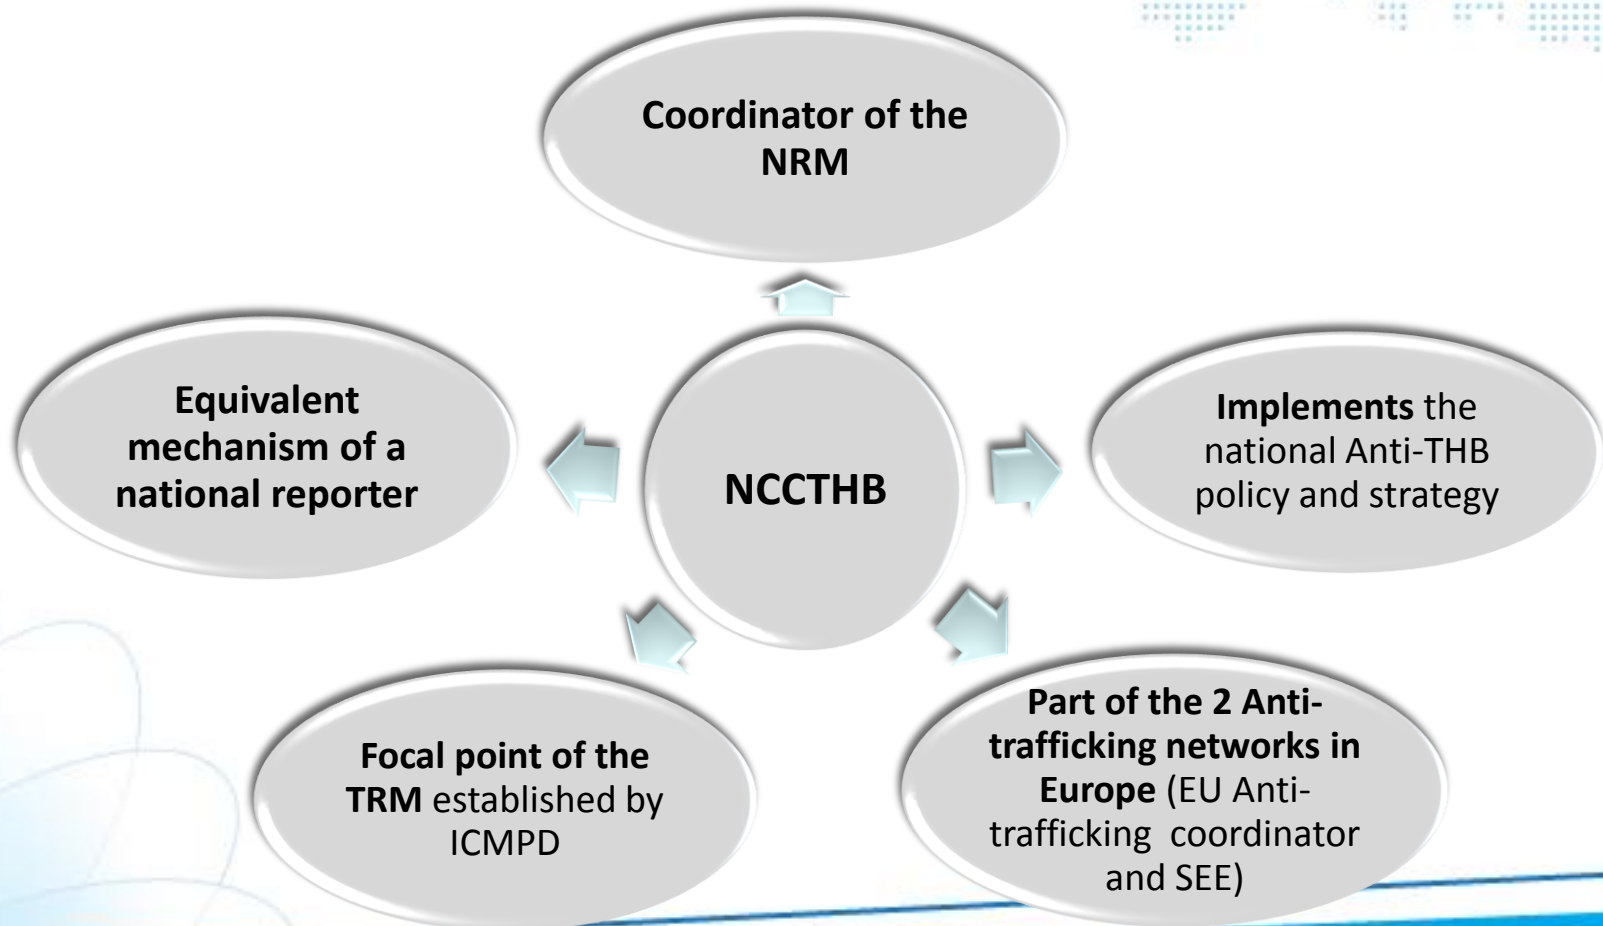 Coordinator of the
NRM
Equivalent
mechanism of a
national reporter
NCCTHB
Implements the
national Anti-THB
policy and strategy
Focal point of the
TRM established by
ICMPD
Part of the 2 Anti-
trafficking networks in
Europe (EU Anti-
trafficking coordinator
and SEE)